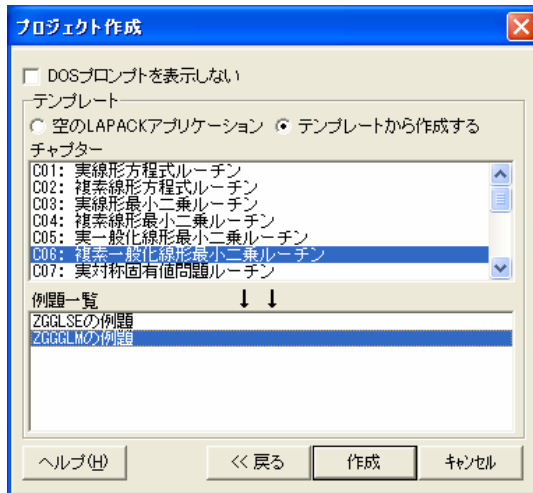 プロジェクト作成
DOSプロンプトを表示しない
テンプレート
空のLAPACKアプリケーション テンプレートから作成する
チャプター
C01: 実線形方程式ルーチン
C02: 複素線形方程式ルーチン
C03: 実線形最小二乗ルーチン
C04: 複素線形最小二乗ルーチン
C05: 実一般化線形最小二乗ルーチン
C06: 複素一般化線形最小二乗ルーチン
C07: 実対称固有値問題ルーチン
例題一覧 ↓ ↓
ZGGLSEの例題
ZGGGLMの例題
ヘルプ(H) << 戻る 作成 キャンセル